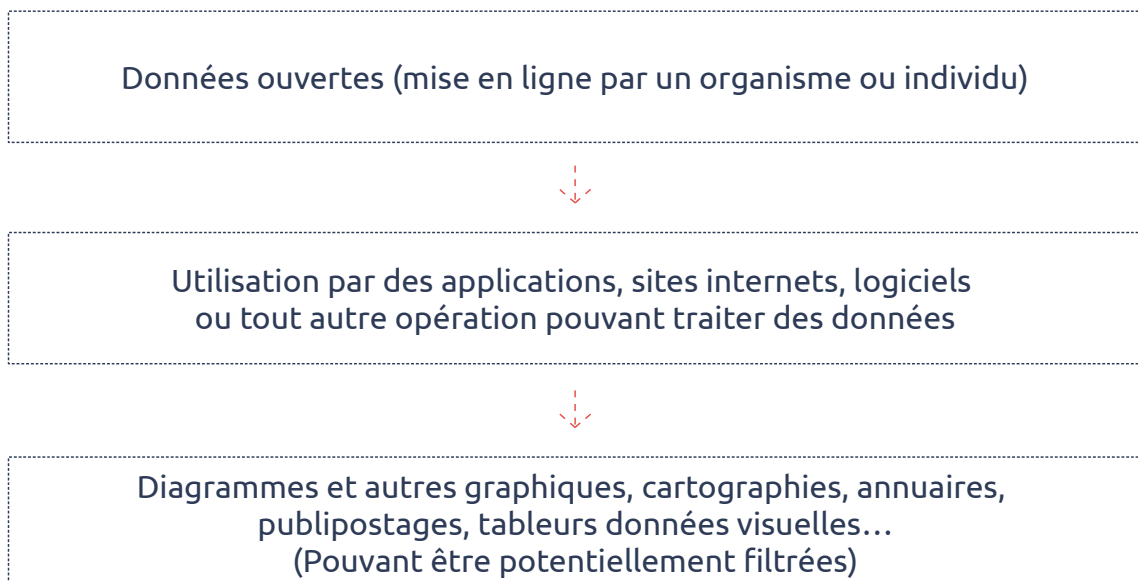 Données ouvertes (mise en ligne par un organisme ou individu)
Utilisation par des applications, sites internets, logiciels
ou tout autre opération pouvant traiter des données
Diagrammes et autres graphiques, cartographies, annuaires,
publipostages, tableurs données visuelles…
(Pouvant être potentiellement filtrées)